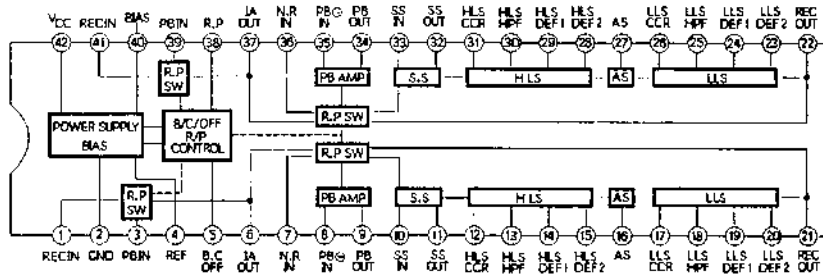 VCC RECIN BIAS PBIN R.P IA OUT N.R IN PB⊖ IN PB OUT SS IN SS OUT HLS CCR HLS HPF HLS DEF1 HLS DEF2 AS LLS CCR LLS HPF LLS DEF1 LLS DEF2 REC OUT
42 41 40 39 38 37 36 35 34 33 32 31 30 29 28 27 26 25 24 23 22
R.P SW PB AMP S.S HLS AS LLS
POWER SUPPLY BIAS B/C/OFF R/P CONTROL R.P SW
R.P SW
R.P SW PB AMP S.S HLS AS LLS
1 2 3 4 5 6 7 8 9 10 11 12 13 14 15 16 17 18 19 20 21
RECIN GND PBIN REF B.C OFF IA OUT N.R IN PB⊖ IN PB OUT SS IN SS OUT HLS CCR HLS HPF HLS DEF1 HLS DEF2 AS LLS CCR LLS HPF LLS DEF1 LLS DEF2 REC OUT